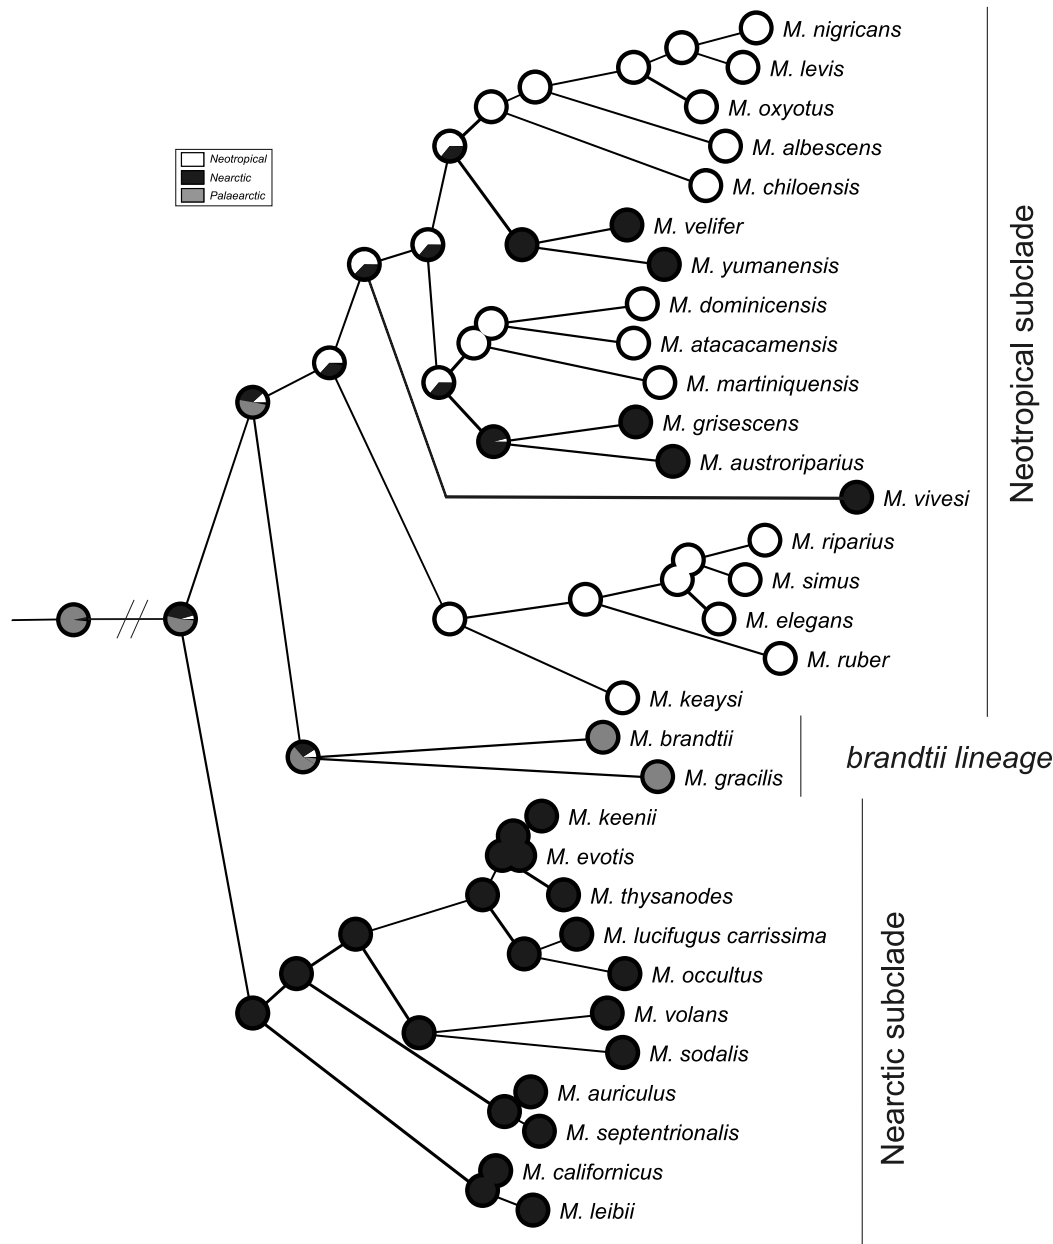 M. nigricans
M. levis
M. oxyotus
M. albescens
M. chiloensis
Neotropical
Nearctic
Palaearctic
M. velifer
M. yumanensis
M. dominicensis
M. atacacamensis
M. martiniquensis
M. grisescens
M. austroriparius
M. vivesi
M. riparius
M. simus
M. elegans
M. ruber
M. keaysi
Neotropical subclade
M. brandtii
M. gracilis
brandtii lineage
M. keenii
M. evotis
M. thysanodes
M. lucifugus carrissima
M. occultus
M. volans
M. sodalis
M. auriculus
M. septentrionalis
M. californicus
M. leibii
Nearctic subclade